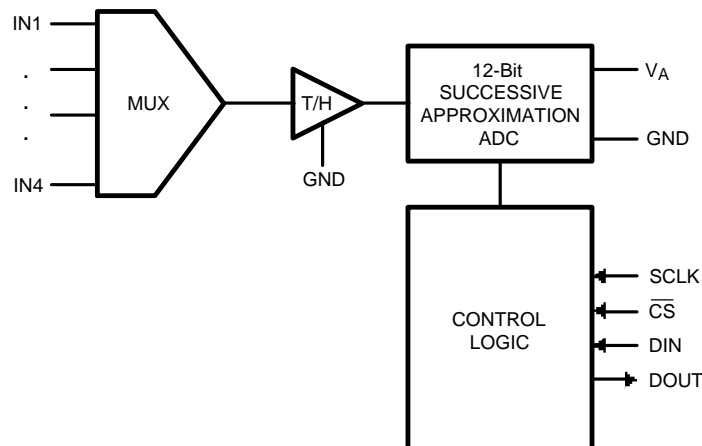 IN1
.
.
.
IN4
MUX
T/H
GND
12-Bit
SUCCESSIVE
APPROXIMATION
ADC
VA
GND
CONTROL
LOGIC
SCLK
CS
DIN
DOUT